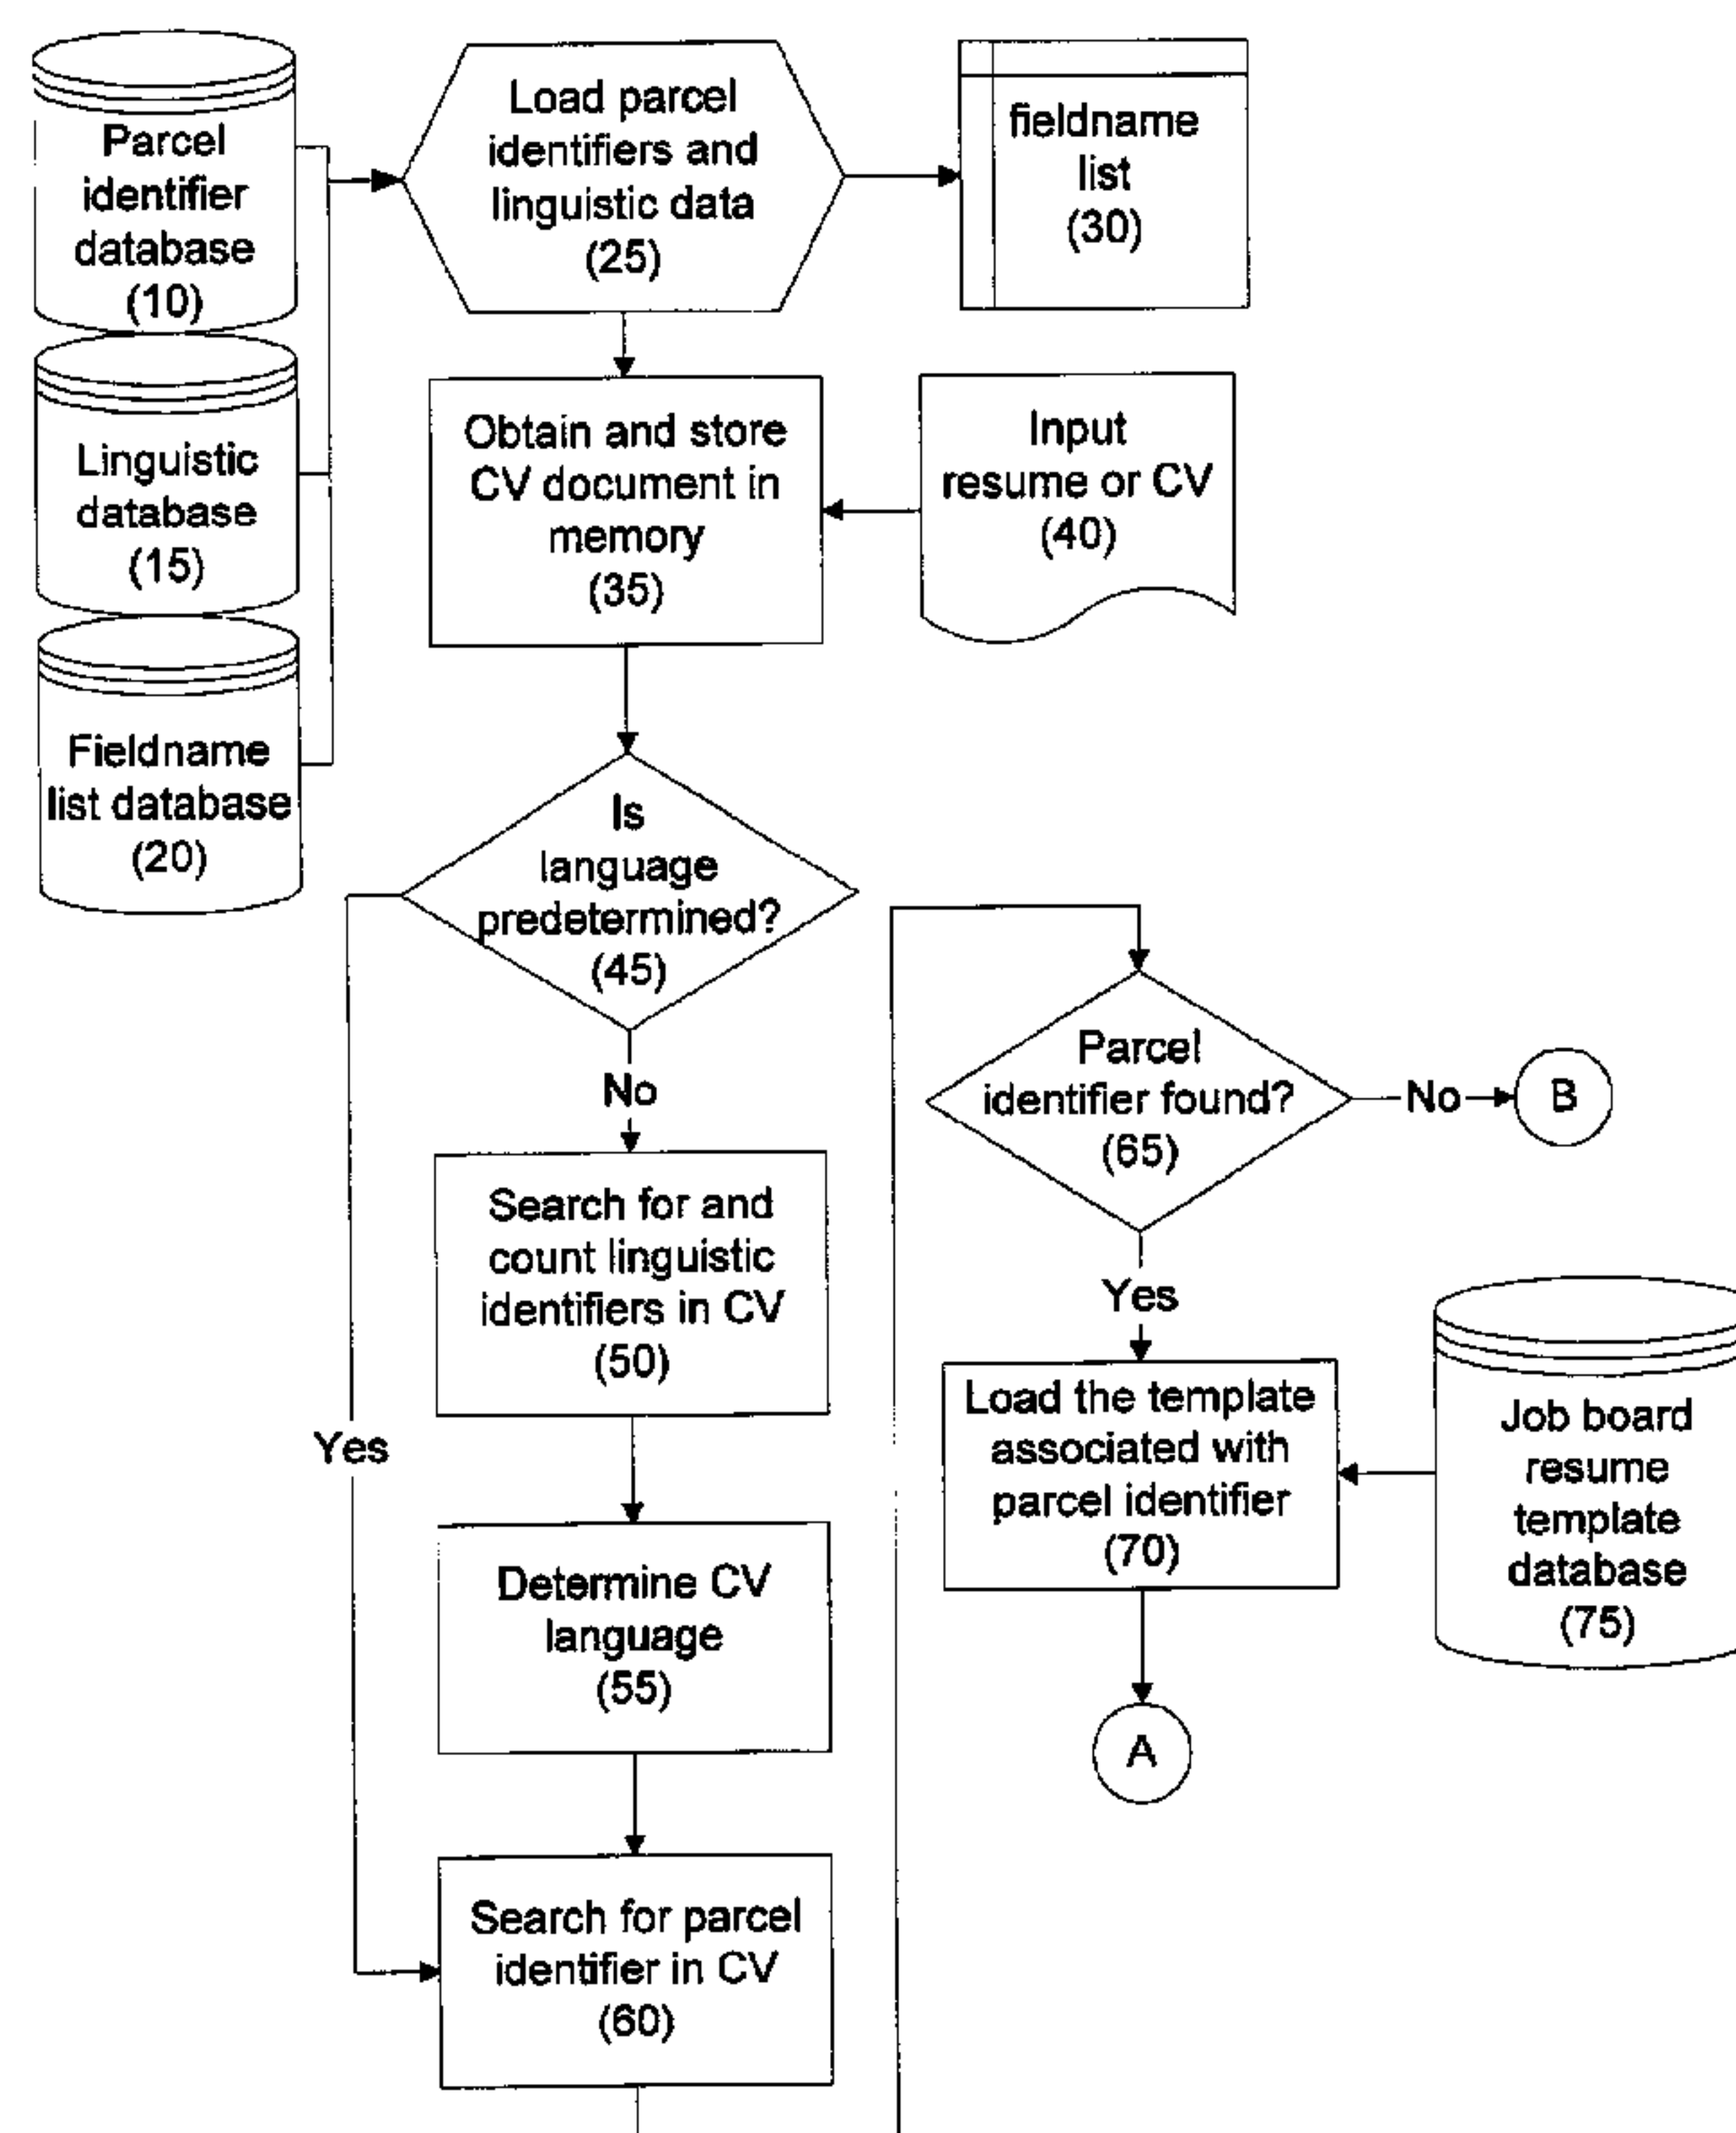 Parcel
identifier
database
(10)
Load parcel
identifiers and
linguistic data
(25)
fieldname
list
(30)
Linguistic
database
(15)
Obtain and store
CV document in
memory
(35)
Input
resume or CV
(40)
Fieldname
list database
(20)
Is
language
predetermined?
(45)
No
Yes
Search for and
count linguistic
identifiers in CV
(50)
Determine CV
language
(55)
Search for parcel
identifier in CV
(60)
Parcel
identifier found?
(65)
No
B
Yes
Load the template
associated with
parcel identifier
(70)
Job board
resume
template
database
(75)
A